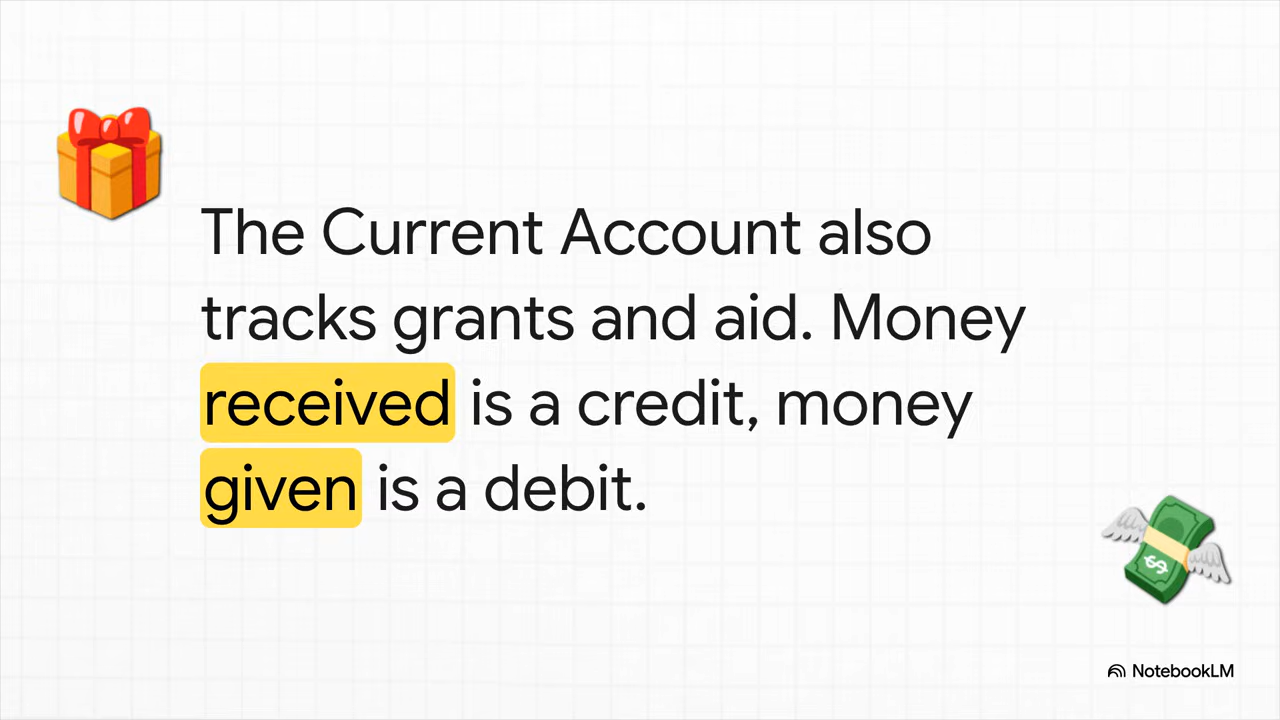 The Current Account also
tracks grants and aid. Money
received is a credit, money
given is a debit.
NotebookLM